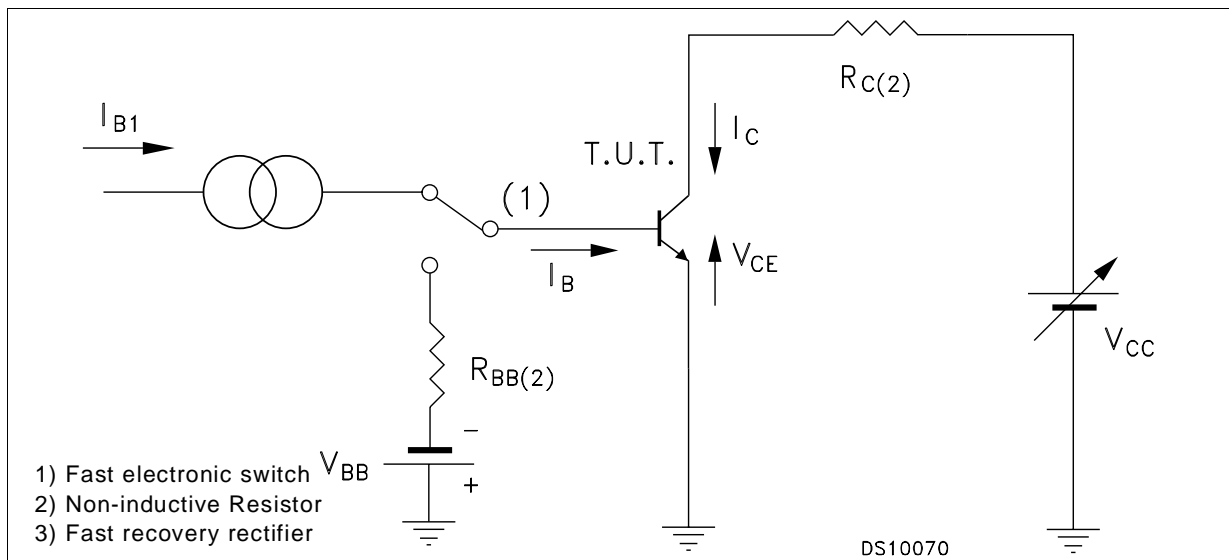 R_C(2)
I_B1
I_C
T.U.T.
(1)
V_CE
I_B
V_CC
R_BB(2)
−
V_BB
+
1) Fast electronic switch
2) Non-inductive Resistor
3) Fast recovery rectifier
DS10070